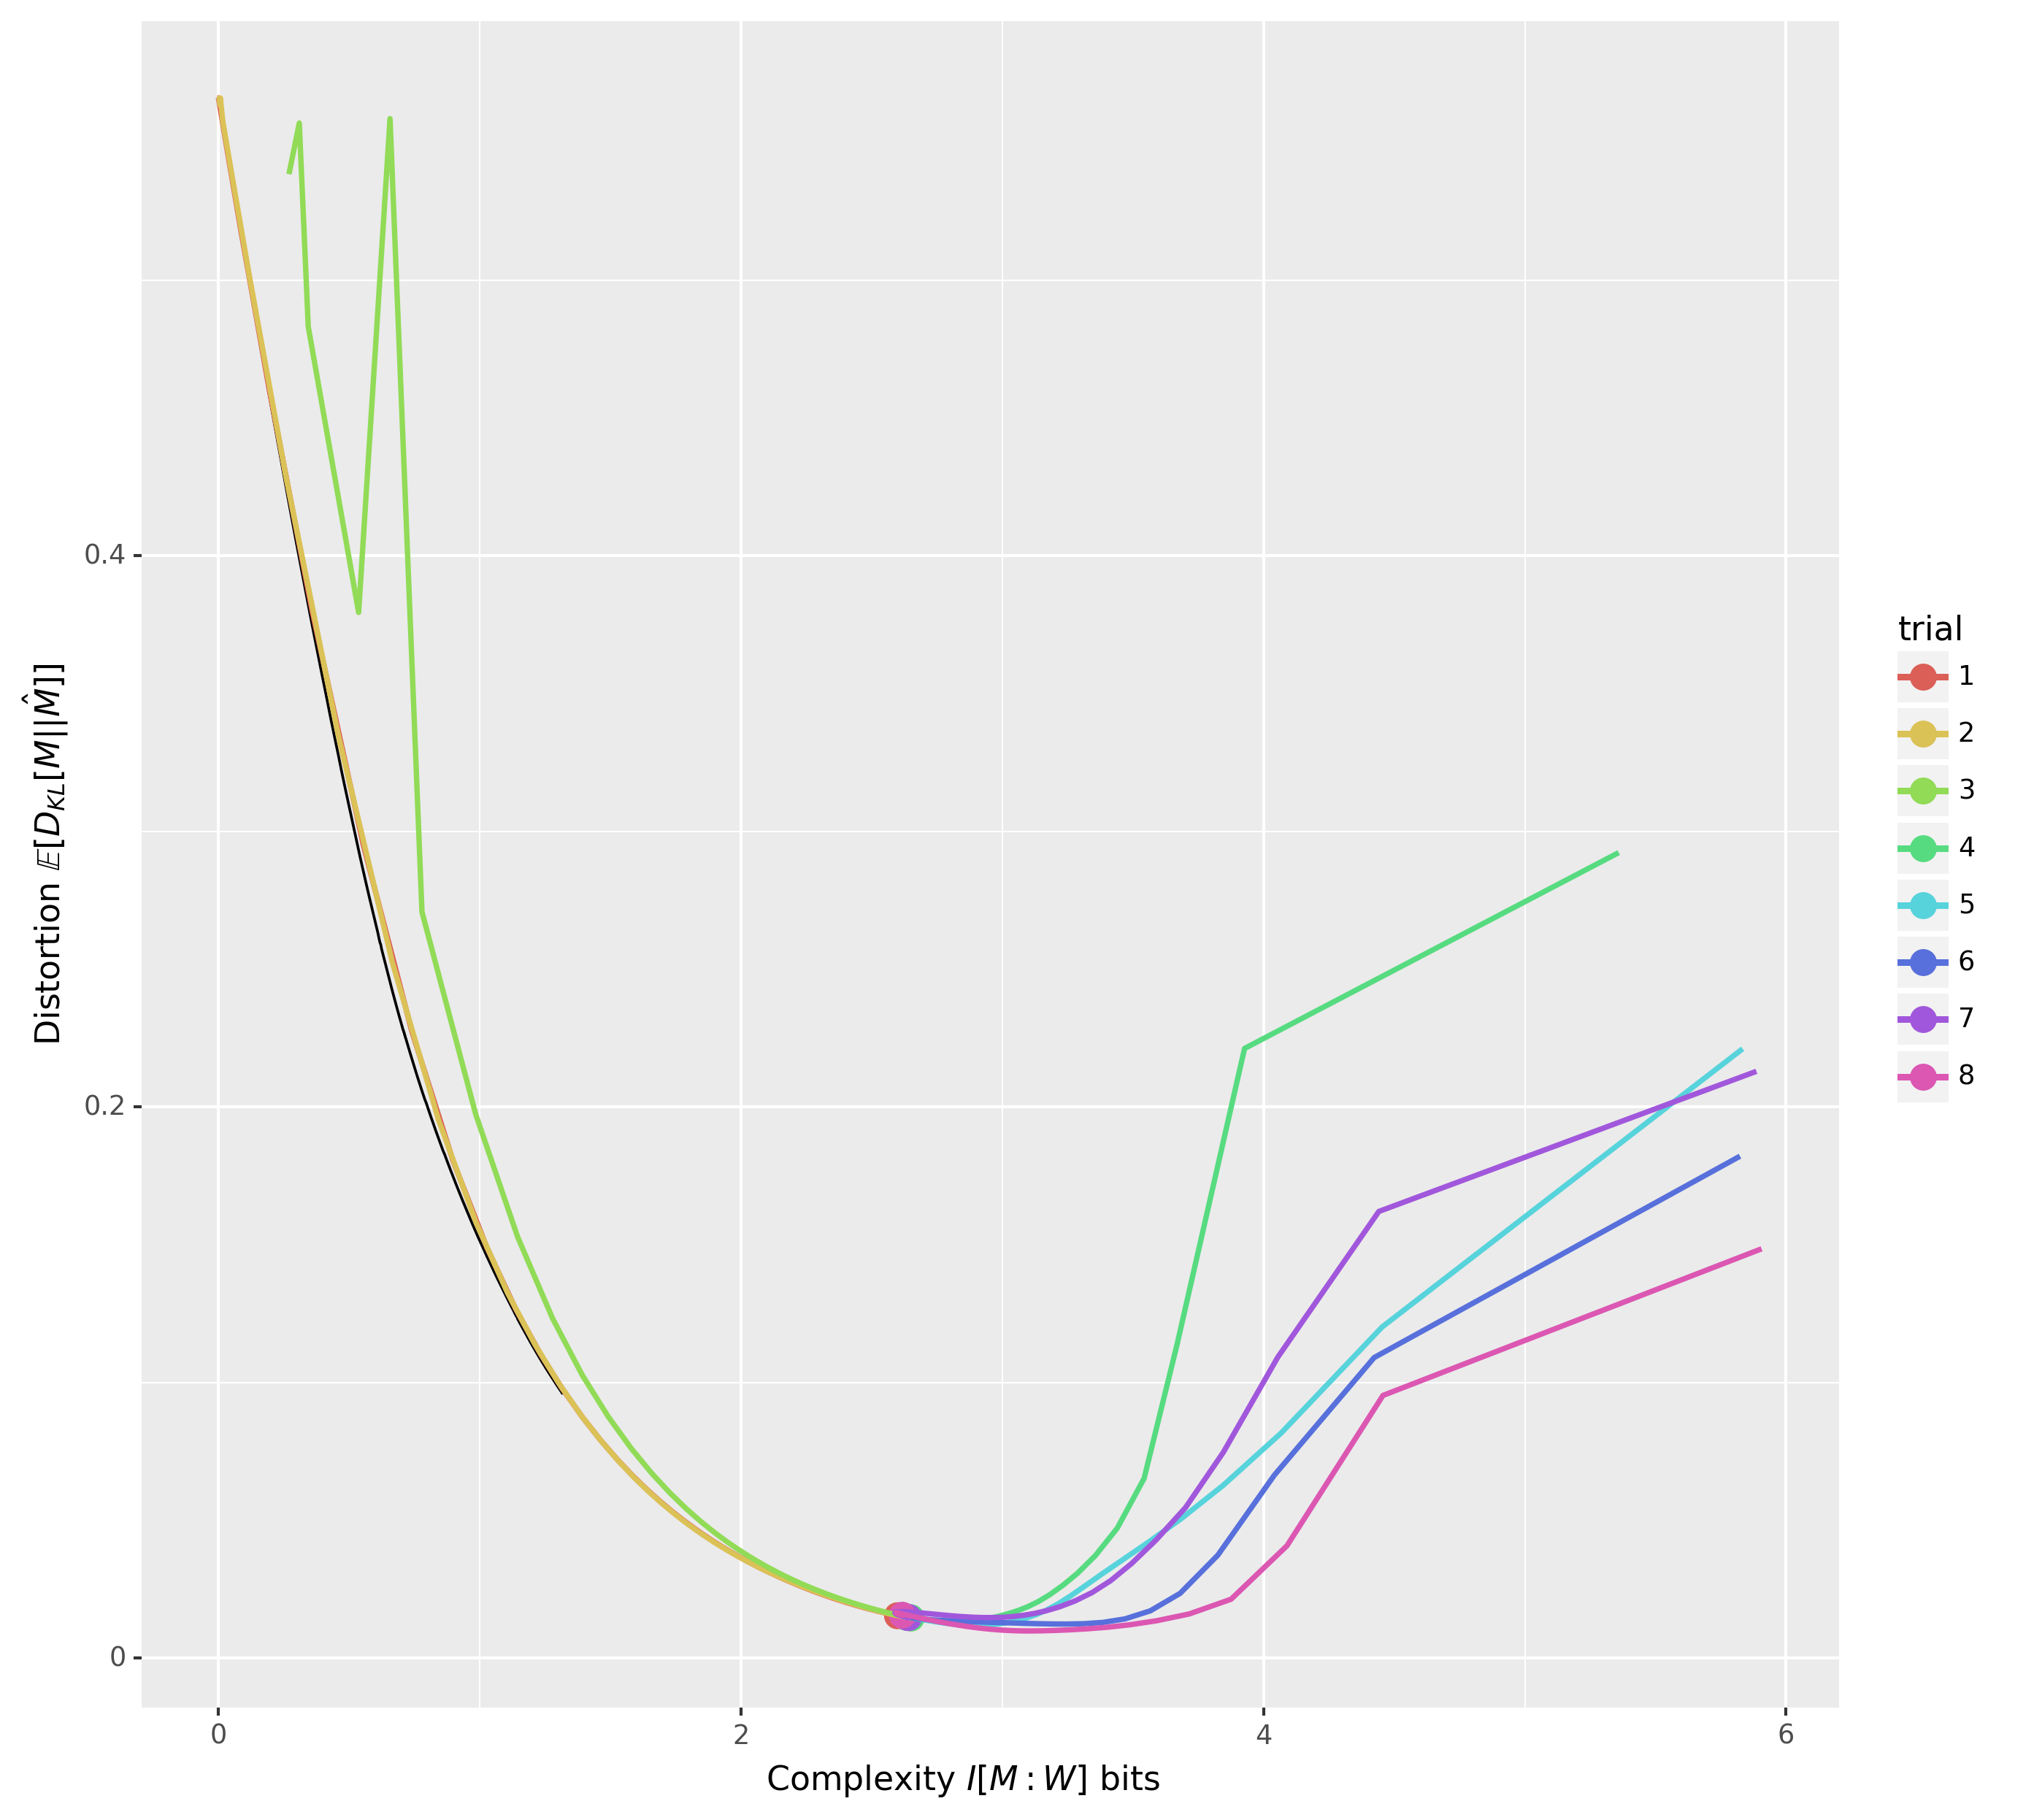 Distortion 𝔼[D_KL[M||M̂]]
0.4
0.2
0
0 2 4 6
Complexity I[M : W] bits
trial
1
2
3
4
5
6
7
8